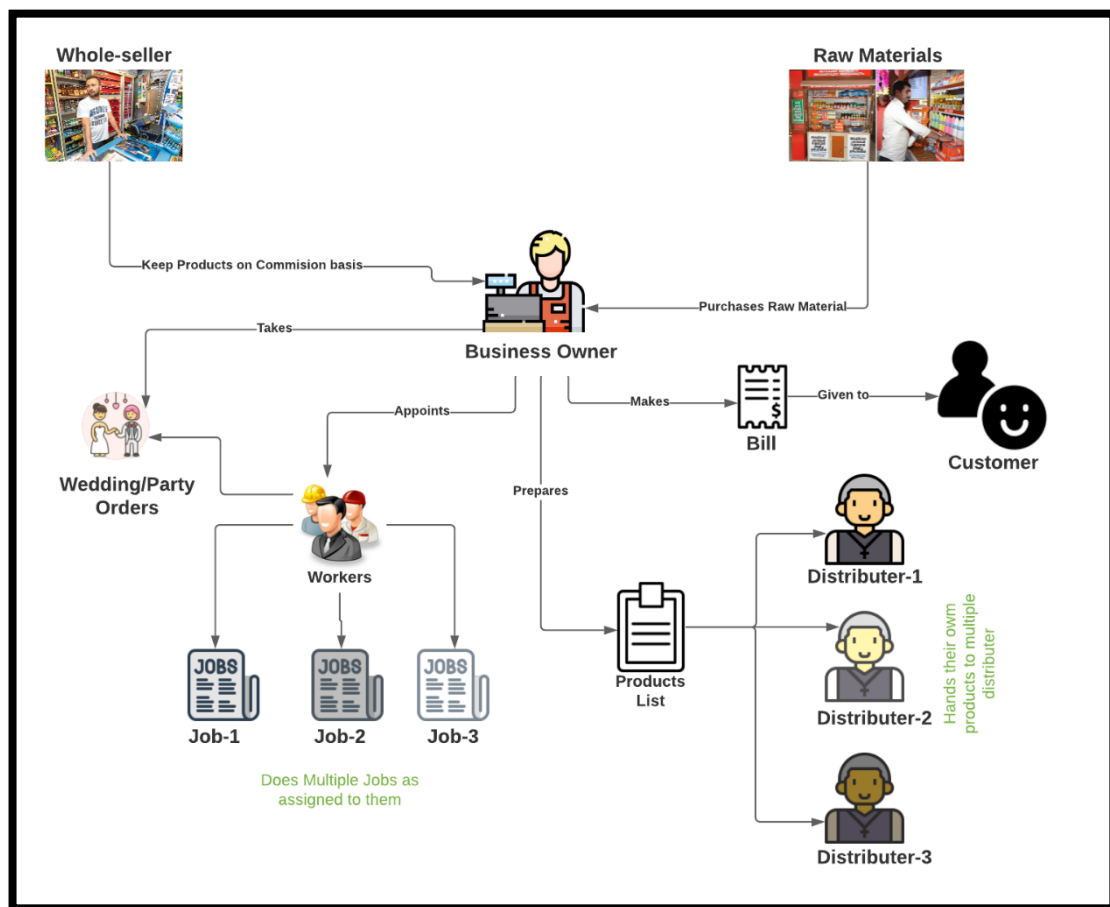 Whole-seller
Raw Materials
Keep Products on Commision basis
Purchases Raw Material
Takes
Business Owner
Appoints
Makes
Given to
Bill
Customer
Wedding/Party
Orders
Prepares
Workers
Distributer-1
JOBS
JOBS
JOBS
Products
List
Distributer-2
Hands their owm
products to multiple
distributer
Job-1
Job-2
Job-3
Does Multiple Jobs as
assigned to them
Distributer-3